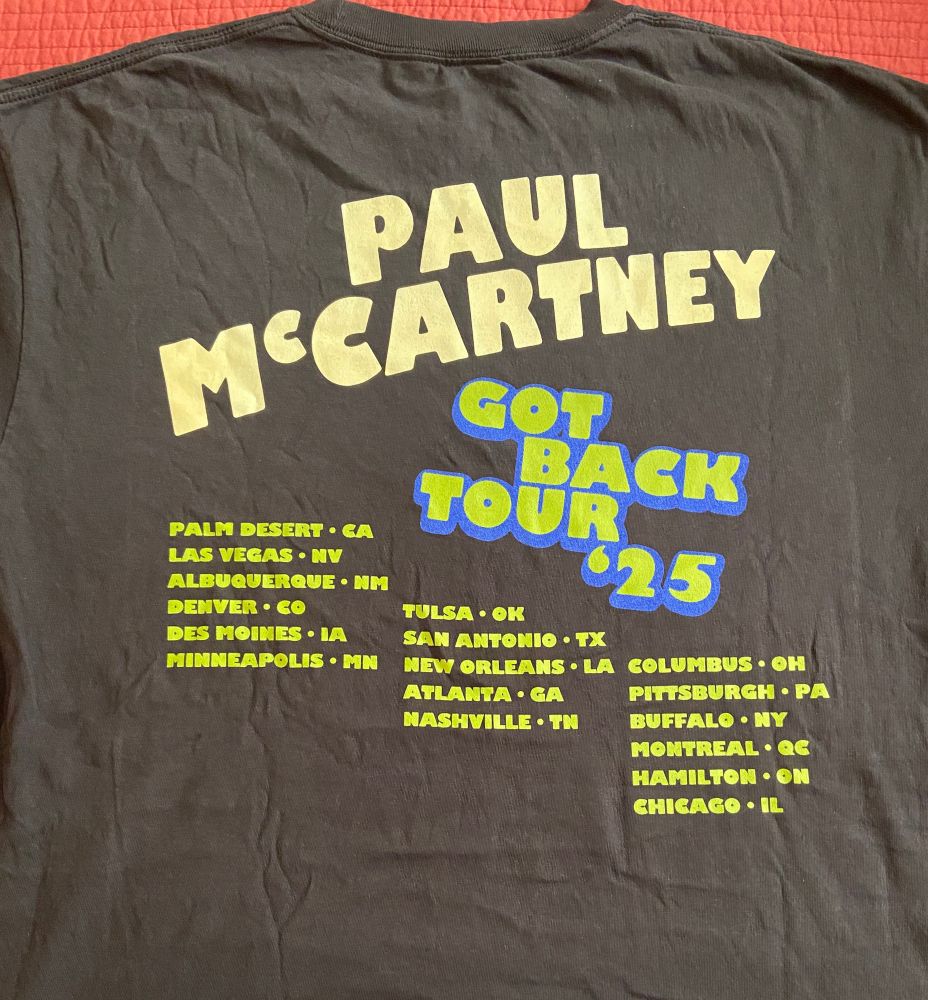 PAUL
McCARTNEY
GOT
BACK
TOUR
'25
PALM DESERT • CA
LAS VEGAS • NV
ALBUQUERQUE • NM
DENVER • CO
DES MOINES • IA
MINNEAPOLIS • MN
TULSA • OK
SAN ANTONIO • TX
NEW ORLEANS • LA
ATLANTA • GA
NASHVILLE • TN
COLUMBUS • OH
PITTSBURGH • PA
BUFFALO • NY
MONTREAL • QC
HAMILTON • ON
CHICAGO • IL